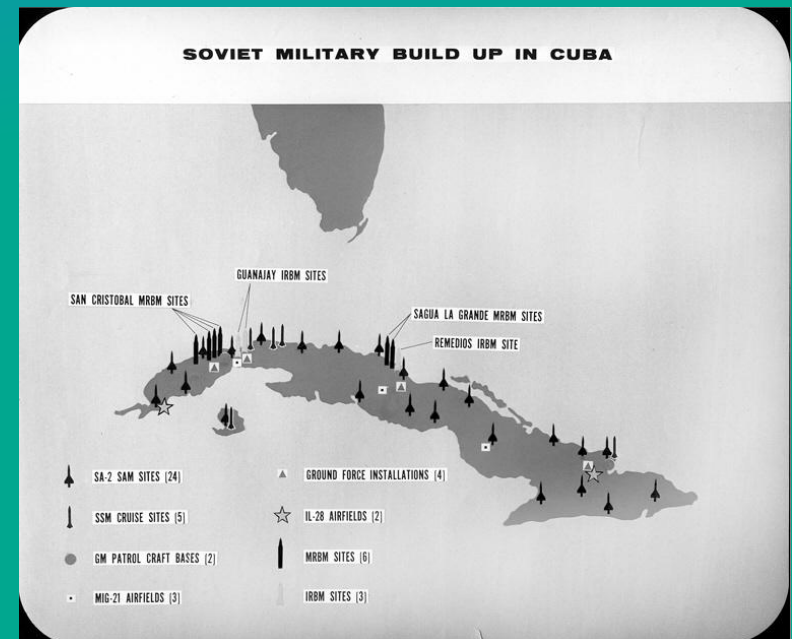 SOVIET MILITARY BUILD UP IN CUBA
GUANAJAY IRBM SITES
SAN CRISTOBAL MRBM SITES
SAGUA LA GRANDE MRBM SITES
REMEDIOS IRBM SITE
SA-2 SAM SITES (24)
GROUND FORCE INSTALLATIONS (4)
SSM CRUISE SITES (5)
IL-28 AIRFIELDS (2)
GM PATROL CRAFT BASES (2)
MRBM SITES (6)
MIG-21 AIRFIELDS (3)
IRBM SITES (3)